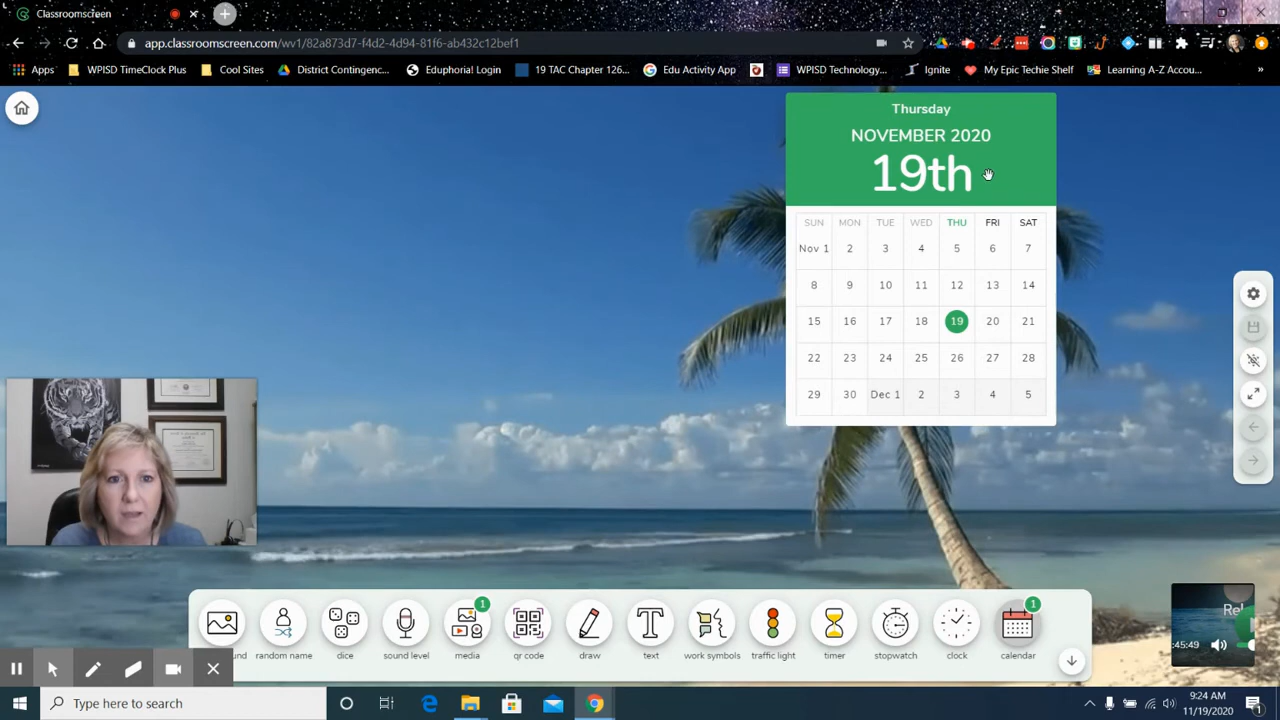 Classroomscreen
app.classroomscreen.com/wv1/82a873d7-f4d2-4d94-81f6-ab432c12bef1
Apps WPISD TimeClock Plus Cool Sites District Contingenc... Eduphoria! Login 19 TAC Chapter 126... Edu Activity App WPISD Technology... Ignite My Epic Techie Shelf Learning A-Z Accou... »
Thursday
NOVEMBER 2020
19th
SUN MON TUE WED THU FRI SAT
Nov 1 2 3 4 5 6 7
8 9 10 11 12 13 14
15 16 17 18 19 20 21
22 23 24 25 26 27 28
29 30 Dec 1 2 3 4 5
1 1
Rel
:45:49
und random name dice sound level media qr code draw text work symbols traffic light timer stopwatch clock calendar
Type here to search
9:24 AM
11/19/2020
1